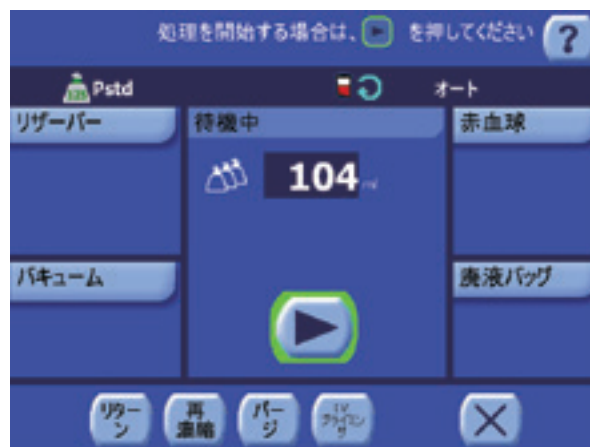 処理を開始する場合は、 を押してください ?
Pstd オート
リザーバー 待機中 赤血球
104
バキューム 廃液バッグ
リターン 再濃縮 パージ